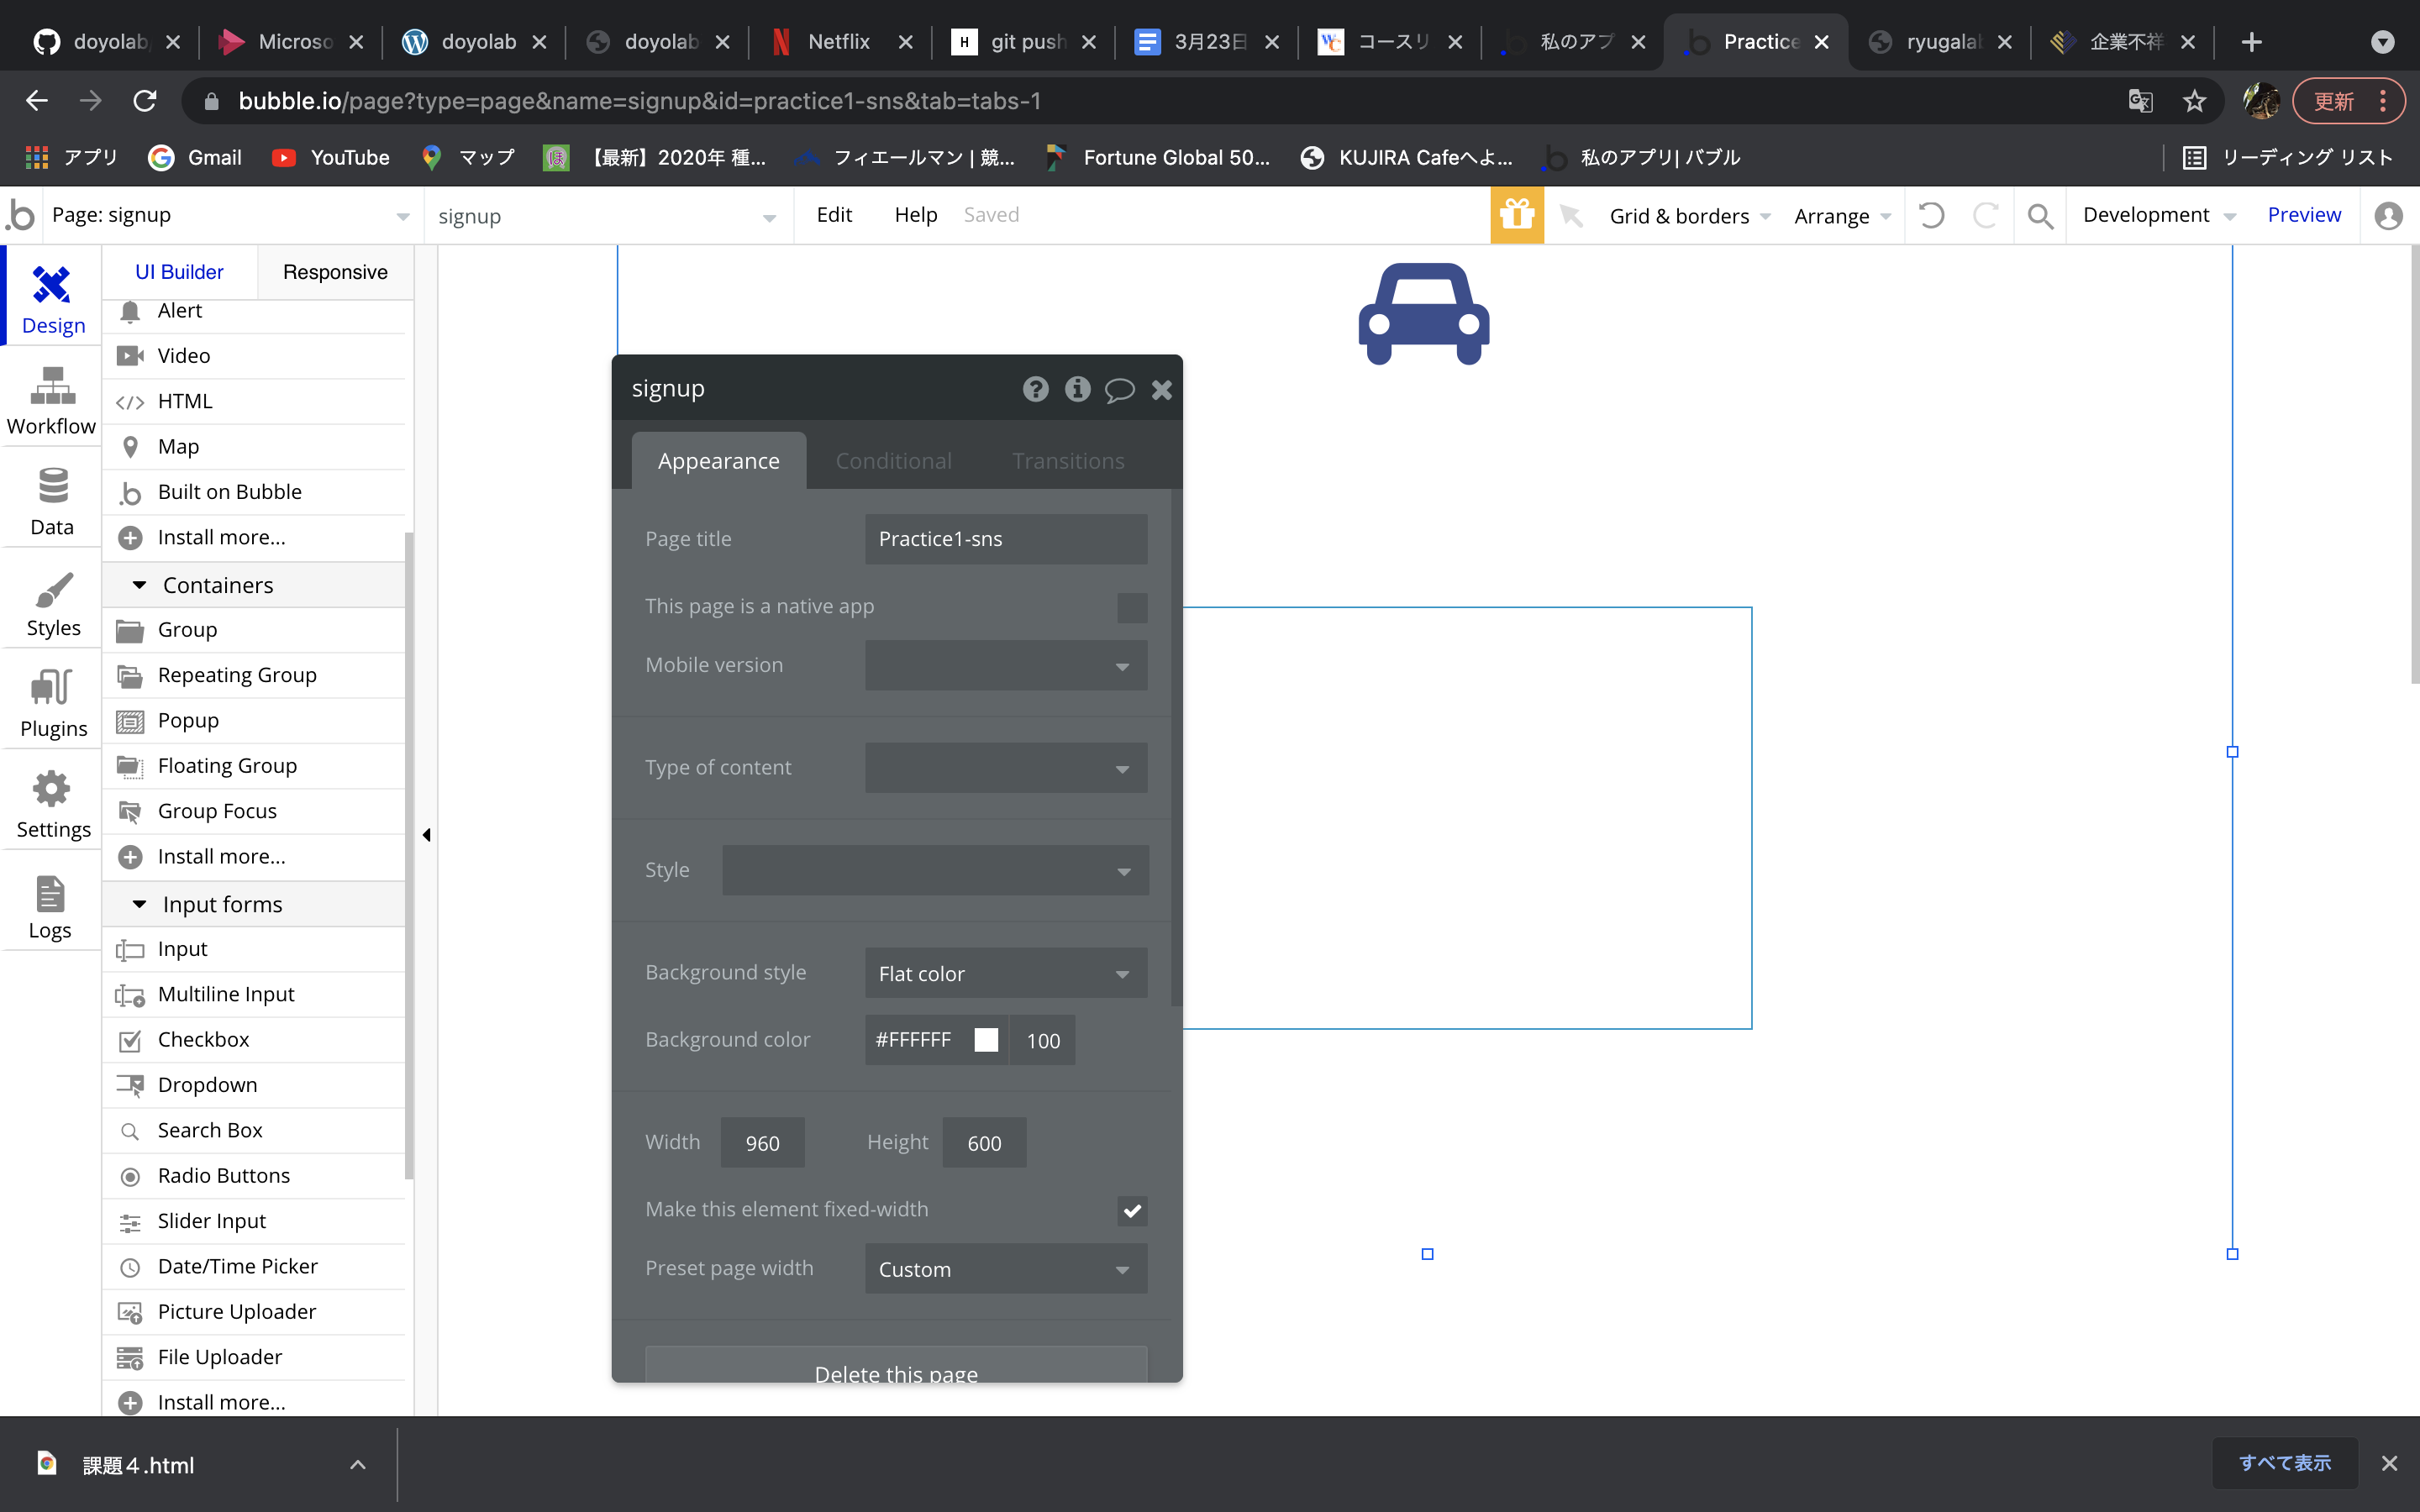 doyolab
Microso
doyolab
doyolab
Netflix
H
git push
3月23日
コースリ
私のアプ
Practice
ryugalab
企業不祥
bubble.io/page?type=page&name=signup&id=practice1-sns&tab=tabs-1
更新
アプリ
Gmail
YouTube
マップ
【最新】2020年 種...
フィエールマン | 競...
Fortune Global 50...
KUJIRA Cafeへよ...
私のアプリ| バブル
リーディング リスト
Page: signup
signup
Edit
Help
Saved
Grid & borders
Arrange
Development
Preview
Design
Workflow
Data
Styles
Plugins
Settings
Logs
UI Builder
Responsive
Alert
Video
HTML
Map
Built on Bubble
Install more...
Containers
Group
Repeating Group
Popup
Floating Group
Group Focus
Install more...
Input forms
Input
Multiline Input
Checkbox
Dropdown
Search Box
Radio Buttons
Slider Input
Date/Time Picker
Picture Uploader
File Uploader
Install more...
signup
Appearance
Conditional
Transitions
Page title
Practice1-sns
This page is a native app
Mobile version
Type of content
Style
Background style
Flat color
Background color
#FFFFFF
100
Width
960
Height
600
Make this element fixed-width
Preset page width
Custom
Delete this page
課題４.html
すべて表示